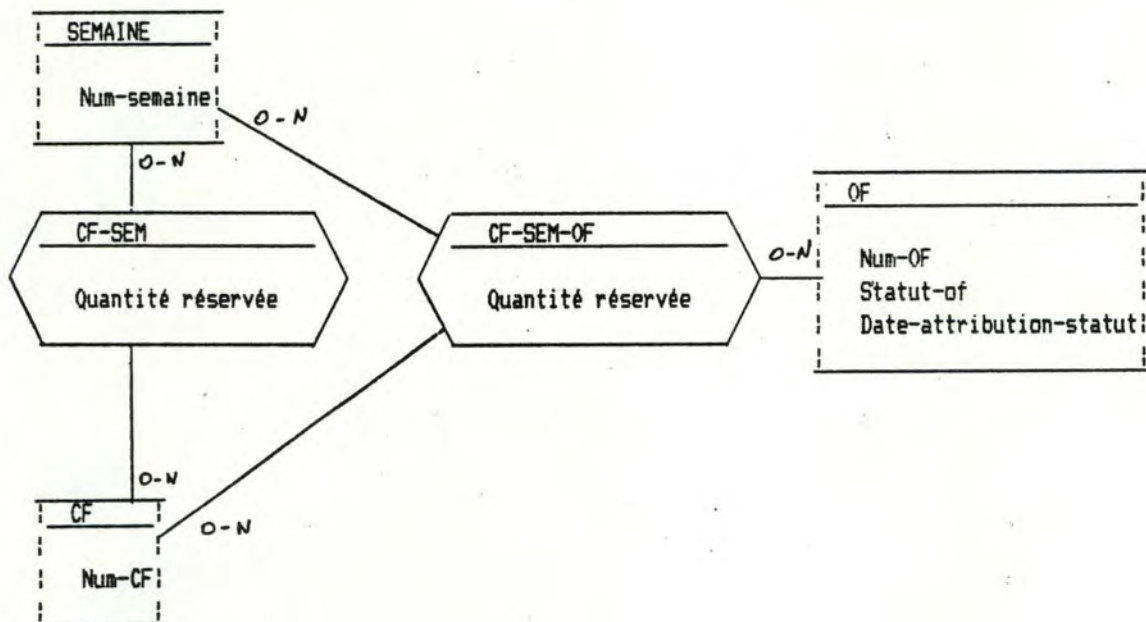 SEMAINE
Num-semaine
O-N
O-N
CF-SEM
Quantité réservée
CF-SEM-OF
Quantité réservée
O-N
OF
Num-OF
Statut-of
Date-attribution-statut
O-N
O-N
CF
Num-CF